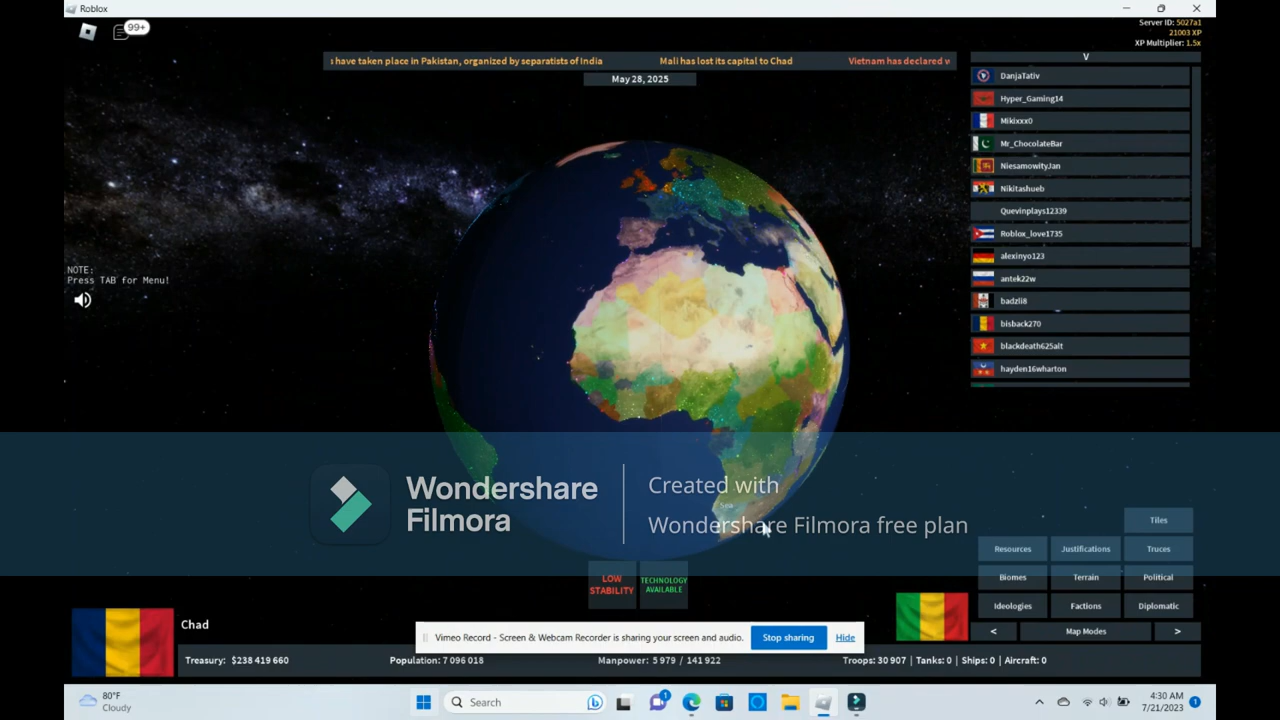 Roblox
99+
Server ID: 5027a1
21003 XP
XP Multiplier: 1.5x
s have taken place in Pakistan, organized by separatists of India Mali has lost its capital to Chad Vietnam has declared w
May 28, 2025
V
DanjaTativ
Hyper_Gaming14
Mikixxx0
Mr_ChocolateBar
NiesamowityJan
Nikitashueb
Quevinplays12339
Roblox_love1735
alexinyo123
antek22w
badzli8
bisback270
blackdeath625alt
hayden16wharton
NOTE:
Press TAB for Menu!
Wondershare
Filmora
Created with
Wondershare Filmora free plan
Sea
Tiles
Resources Justifications Truces
Biomes Terrain Political
Ideologies Factions Diplomatic
< Map Modes >
LOW
STABILITY
TECHNOLOGY
AVAILABLE
Chad
Vimeo Record - Screen & Webcam Recorder is sharing your screen and audio. Stop sharing Hide
Treasury: $238 419 660 Population: 7 096 018 Manpower: 5 979 / 141 922 Troops: 30 907 | Tanks: 0 | Ships: 0 | Aircraft: 0
80°F
Cloudy
Search
1
4:30 AM
7/21/2023
1